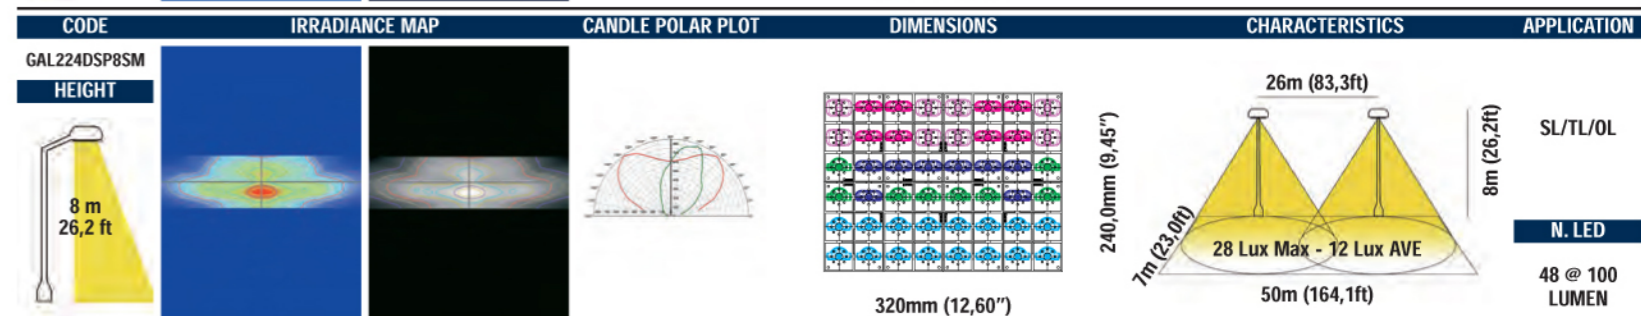 CODE
IRRADIANCE MAP
CANDLE POLAR PLOT
DIMENSIONS
CHARACTERISTICS
APPLICATION
GAL224DSP8SM
HEIGHT
8 m
26,2 ft
240,0mm (9,45”)
320mm (12,60”)
26m (83,3ft)
8m (26,2ft)
7m (23,0ft)
28 Lux Max - 12 Lux AVE
50m (164,1ft)
SL/TL/OL
N. LED
48 @ 100
LUMEN